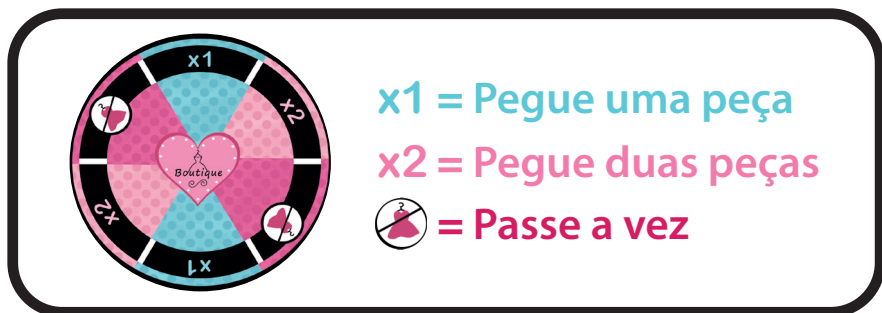 x1
x2
x2
x1
Boutique
x1 = Pegue uma peça
x2 = Pegue duas peças
= Passe a vez